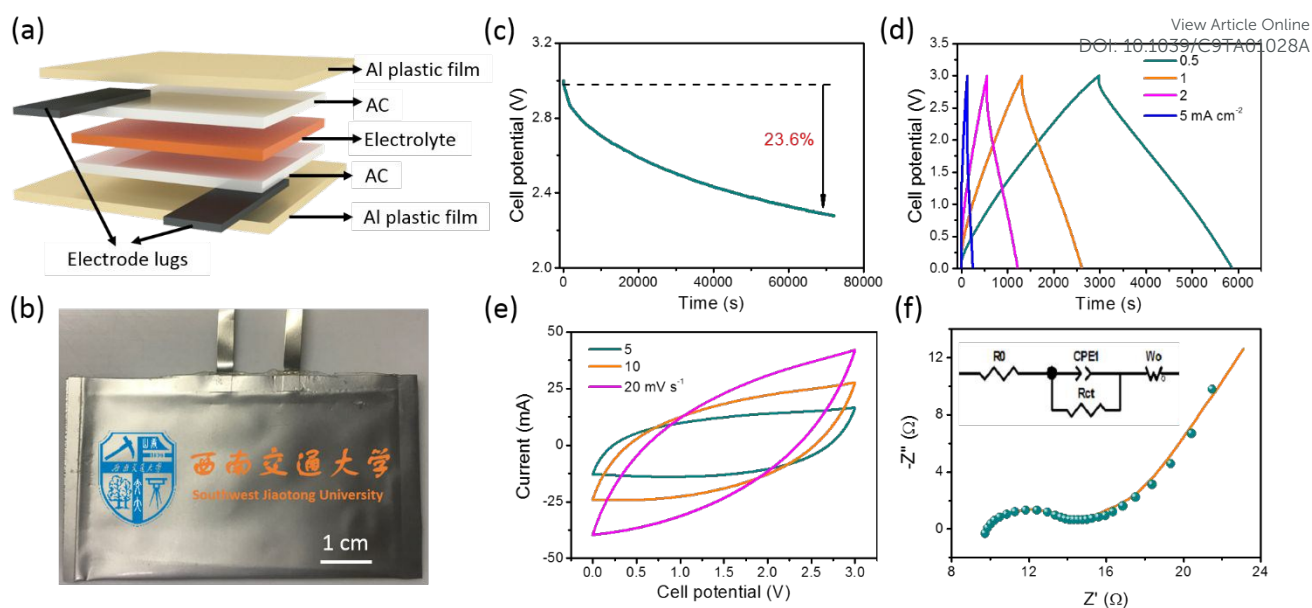 View Article Online
DOI: 10.1039/C9TA01028A
(a)
Al plastic film
AC
Electrolyte
AC
Al plastic film
Electrode lugs
(b)
西南交通大学
Southwest Jiaotong University
1 cm
(c)
Cell potential (V)
3.2
2.8
2.4
2.0
23.6%
0 20000 40000 60000 80000
Time (s)
(d)
Cell potential (V)
3.5
3.0
2.5
2.0
1.5
1.0
0.5
0.0
0.5
1
2
5 mA cm⁻²
0 1000 2000 3000 4000 5000 6000
Time (s)
(e)
Current (mA)
50
25
0
-25
-50
5
10
20 mV s⁻¹
0.0 0.5 1.0 1.5 2.0 2.5 3.0
Cell potential (V)
(f)
-Z" (Ω)
12
8
4
0
R0 CPE1 Wo
Rct
8 12 16 20 24
Z' (Ω)